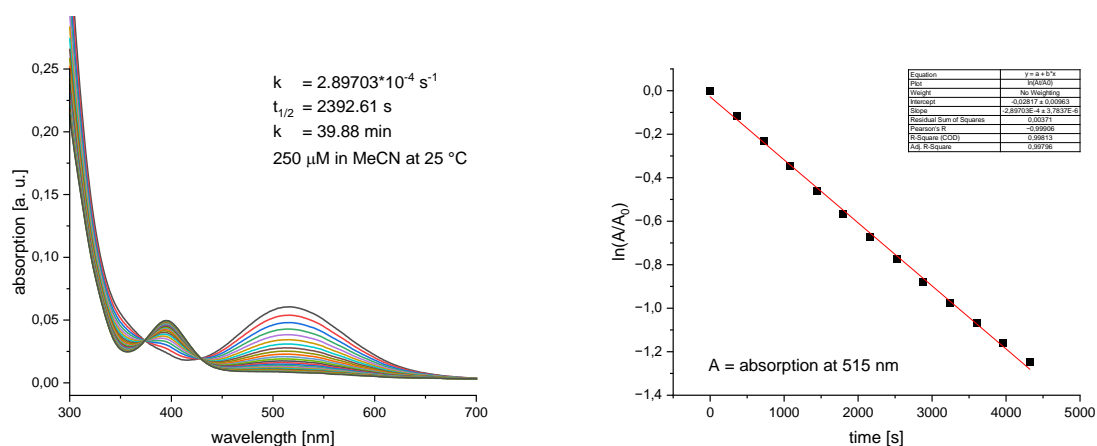 0,25
0,20
0,15
0,10
0,05
0,00
absorption [a. u.]
300 400 500 600 700
wavelength [nm]
k = 2.89703*10-4 s-1
t1/2 = 2392.61 s
k = 39.88 min
250 μM in MeCN at 25 °C
0,0
−0,2
−0,4
−0,6
−0,8
−1,0
−1,2
−1,4
ln(A/A0)
0 1000 2000 3000 4000 5000
time [s]
A = absorption at 515 nm
Equation y = a + b*x
Plot ln(At/A0)
Weight No Weighting
Intercept -0,02817 ± 0,00963
Slope -2,89703E-4 ± 3,7837E-6
Residual Sum of Squares 0,00371
Pearson's R −0,99906
R-Square (COD) 0,99813
Adj. R-Square 0,99796